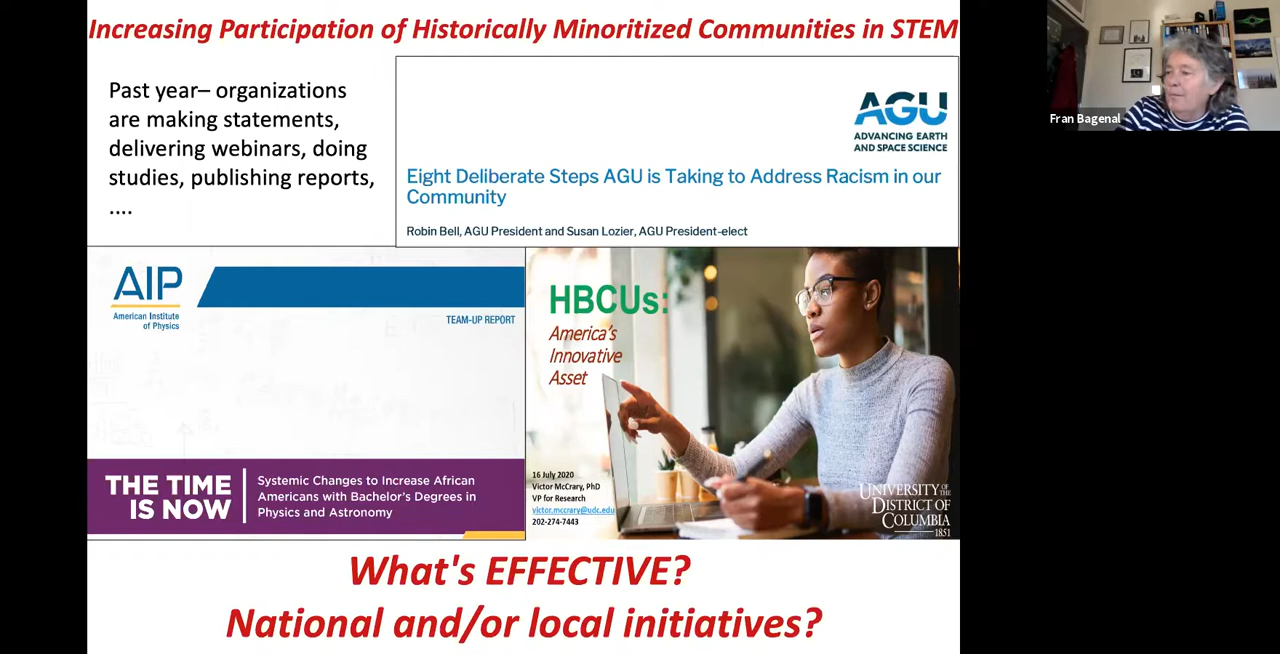 Increasing Participation of Historically Minoritized Communities in STEM
Past year– organizations
are making statements,
delivering webinars, doing
studies, publishing reports,
....
AGU
ADVANCING EARTH
AND SPACE SCIENCE
Eight Deliberate Steps AGU is Taking to Address Racism in our
Community
Robin Bell, AGU President and Susan Lozier, AGU President-elect
Fran Bagenal
AIP
American Institute
of Physics
TEAM-UP REPORT
THE TIME
IS NOW
Systemic Changes to Increase African
Americans with Bachelor's Degrees in
Physics and Astronomy
HBCUs:
America's
Innovative
Asset
16 July 2020
Victor McCrary, PhD
VP for Research
victor.mccrary@udc.edu
202-274-7443
UNIVERSITY OF THE
DISTRICT OF
COLUMBIA
1851
What's EFFECTIVE?
National and/or local initiatives?